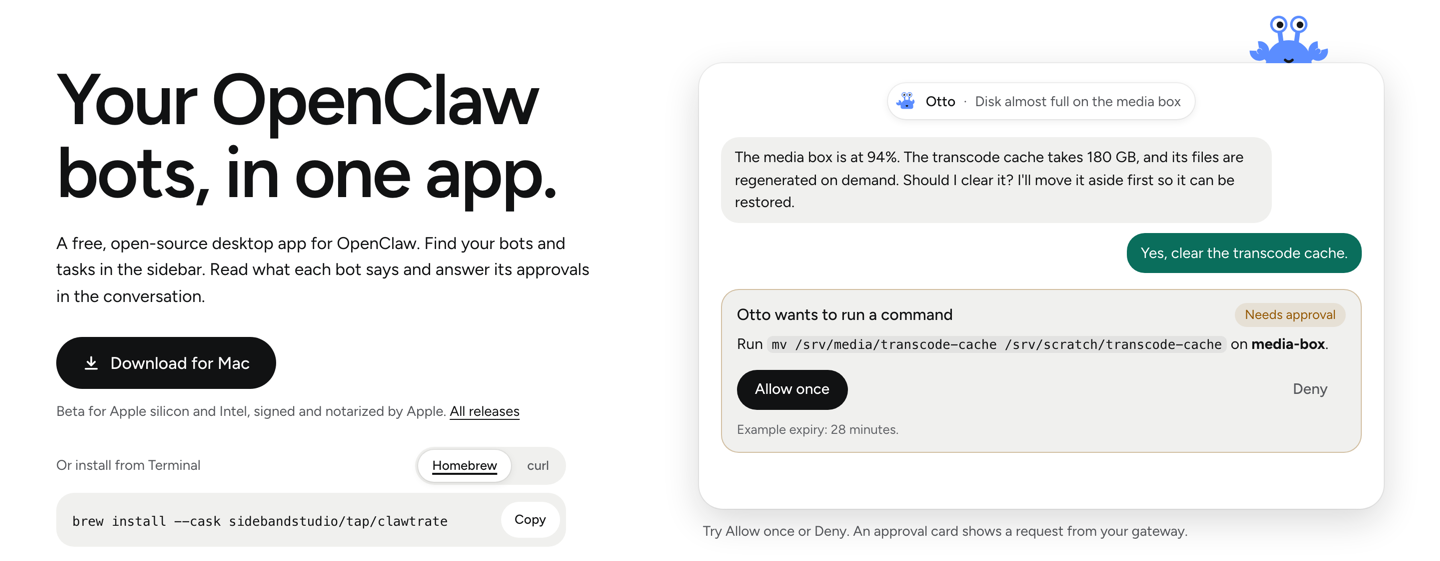 Your OpenClaw
bots, in one app.
A free, open-source desktop app for OpenClaw. Find your bots and
tasks in the sidebar. Read what each bot says and answer its approvals
in the conversation.
Download for Mac
Beta for Apple silicon and Intel, signed and notarized by Apple. All releases
Or install from Terminal
Homebrew
curl
brew install --cask sidebandstudio/tap/clawtrate
Copy
Otto · Disk almost full on the media box
The media box is at 94%. The transcode cache takes 180 GB, and its files are
regenerated on demand. Should I clear it? I'll move it aside first so it can be
restored.
Yes, clear the transcode cache.
Otto wants to run a command
Needs approval
Run mv /srv/media/transcode-cache /srv/scratch/transcode-cache on media-box.
Allow once
Deny
Example expiry: 28 minutes.
Try Allow once or Deny. An approval card shows a request from your gateway.